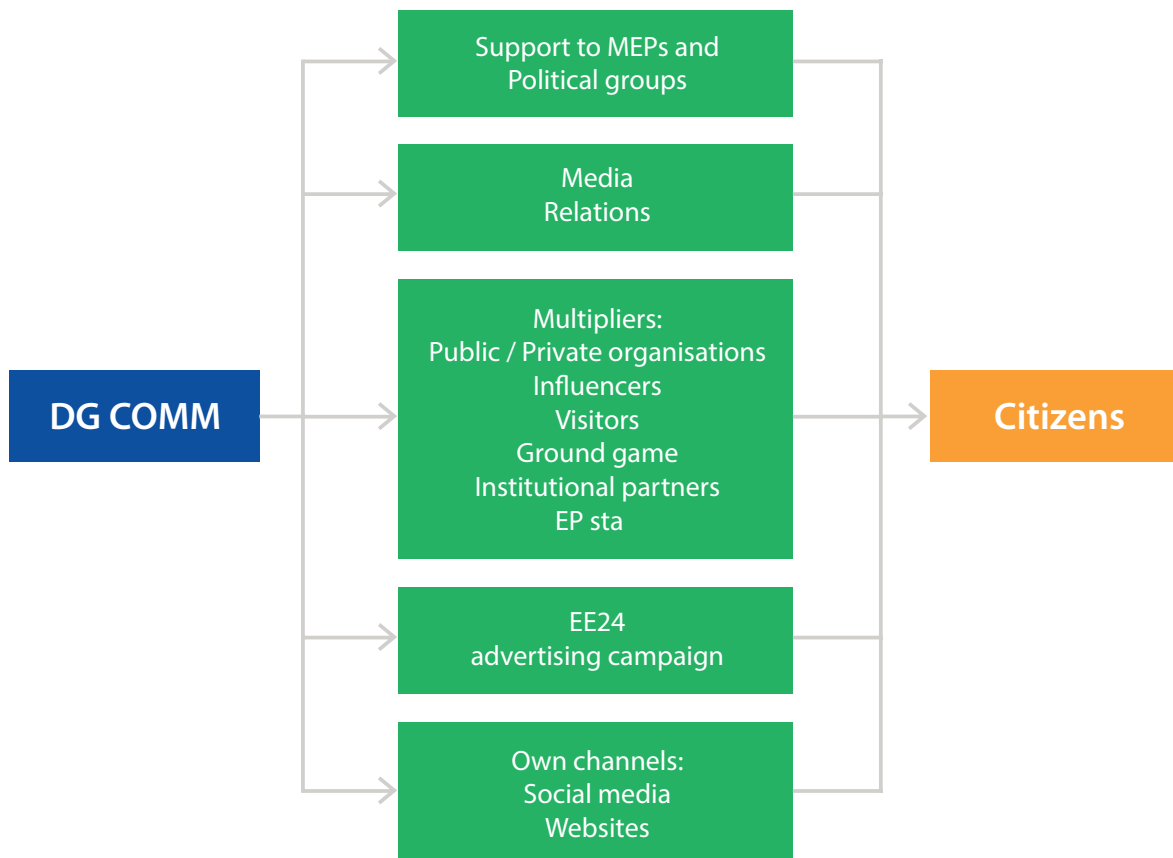 Support to MEPs and
Political groups
Media
Relations
Multipliers:
Public / Private organisations
Influencers
Visitors
Ground game
Institutional partners
EP sta
DG COMM
Citizens
EE24
advertising campaign
Own channels:
Social media
Websites